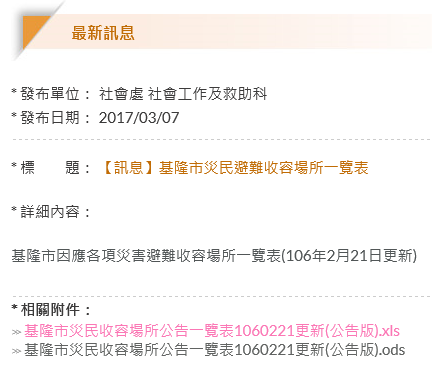 最新訊息
* 發布單位： 社會處 社會工作及救助科
* 發布日期： 2017/03/07
* 標　　題： 【訊息】基隆市災民避難收容場所一覽表
* 詳細內容：
基隆市因應各項災害避難收容場所一覽表(106年2月21日更新)
* 相關附件：
>> 基隆市災民收容場所公告一覽表1060221更新(公告版).xls
>> 基隆市災民收容場所公告一覽表1060221更新(公告版).ods